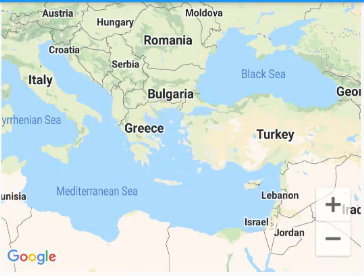 Austria
Moldova
Hungary
Croatia
Romania
Serbia
Black Sea
Italy
Bulgaria
Geor
yrrhenian Sea
Greece
Turkey
Mediterranean Sea
unisia
Lebanon
+
Irac
Israel
Jordan
−
Google